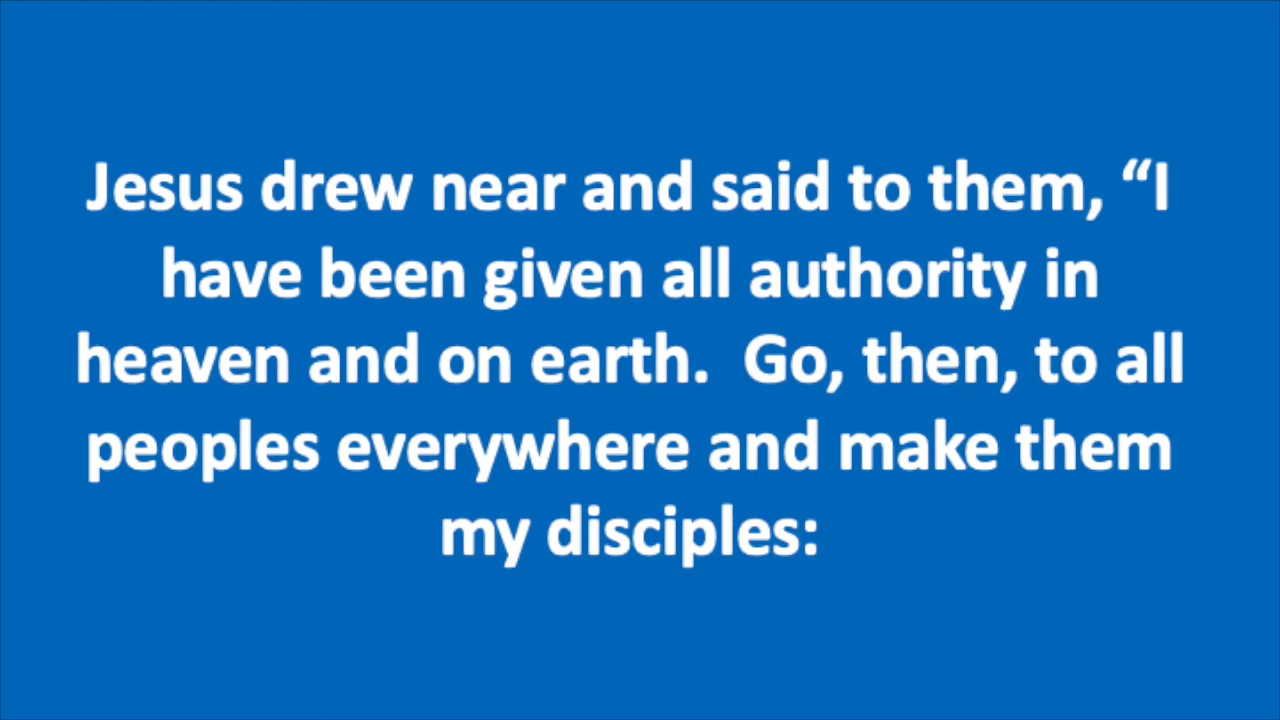 Jesus drew near and said to them, “I
have been given all authority in
heaven and on earth.  Go, then, to all
peoples everywhere and make them
my disciples: